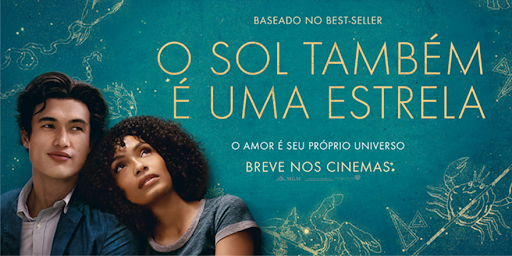 BASEADO NO BEST-SELLER
O SOL TAMBÉM
É UMA ESTRELA
O AMOR É SEU PRÓPRIO UNIVERSO
BREVE NOS CINEMAS.